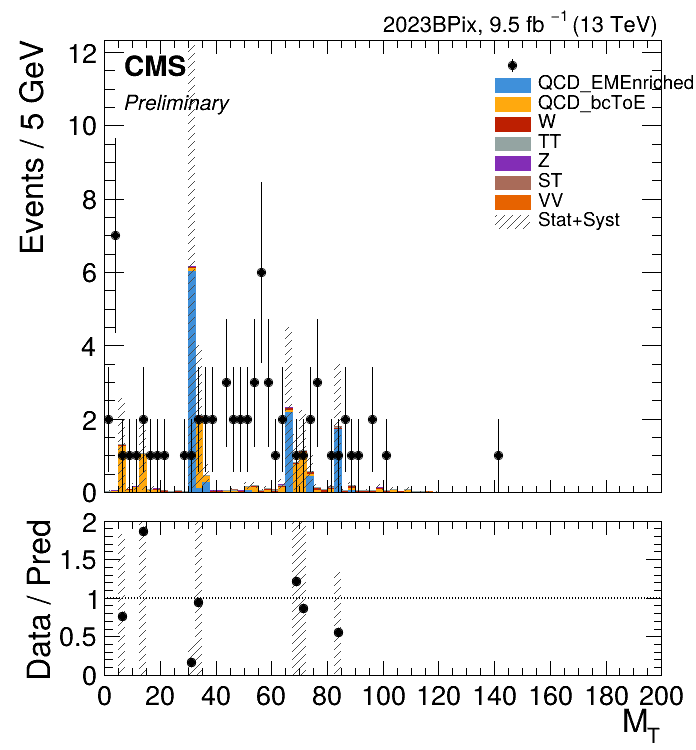 2023BPix, 9.5 fb⁻¹ (13 TeV)
Events / 5 GeV
12
10
8
6
4
2
0
CMS
Preliminary
QCD_EMEnriched
QCD_bcToE
W
TT
Z
ST
VV
Stat+Syst
Data / Pred
2
1.5
1
0.5
0
0 20 40 60 80 100 120 140 160 180 200
M_T